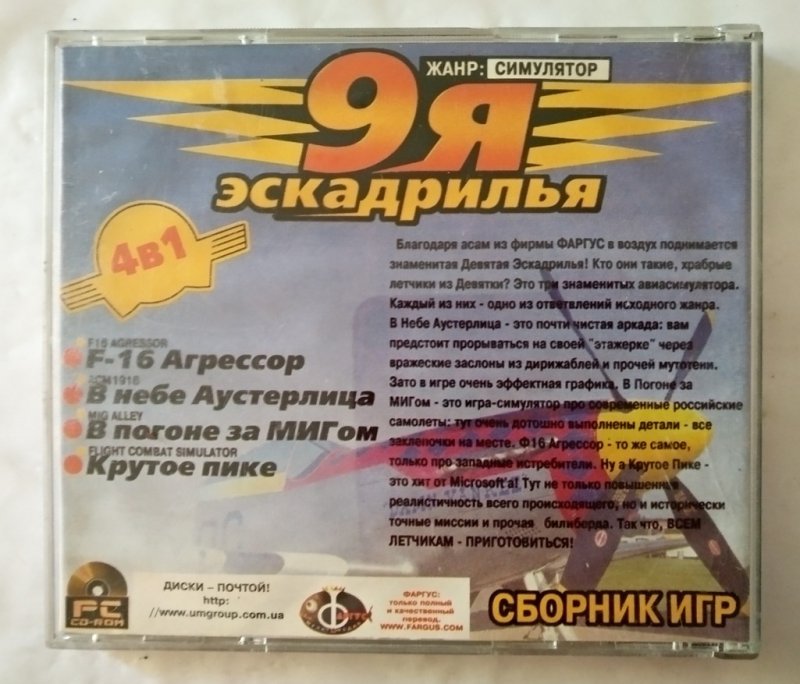 ЖАНР: СИМУЛЯТОР
9Я
эскадрилья
4в1
F16 AGRESSOR
F-16 Агрессор
1916
В небе Аустерлица
MIG ALLEY
В погоне за МИГом
FLIGHT COMBAT SIMULATOR
Крутое пике
Благодаря асам из фирмы ФАРГУС в воздух поднимается
знаменитая Девятая Эскадрилья! Кто они такие, храбрые
летчики из Девятки? Это три знаменитых авиасимулятора.
Каждый из них - одно из ответвлений исходного жанра.
В Небе Аустерлица - это почти чистая аркада: вам
предстоит прорываться на своей "этажерке" через
вражеские заслоны из дирижаблей и прочей мутотени.
Зато в игре очень эффектная графика. В Погоне за
МИГом - это игра-симулятор про современные российские
самолеты: тут очень дотошно выполнены детали - все
заклепочки на месте. Ф16 Агрессор - то же самое,
только про западные истребители. Ну а Крутое Пике -
это хит от Microsoft'а! Тут не только повышенная
реалистичность всего происходящего, но и исторически
точные миссии и прочая билиберда. Так что, ВСЕМ
ЛЕТЧИКАМ - ПРИГОТОВИТЬСЯ!
PC
CD-ROM
ДИСКИ – ПОЧТОЙ!
http:
//www.umgroup.com.ua
Фаргус
ФАРГУС:
только полный
и качественный
перевод.
WWW.FARGUS.COM
СБОРНИК ИГР